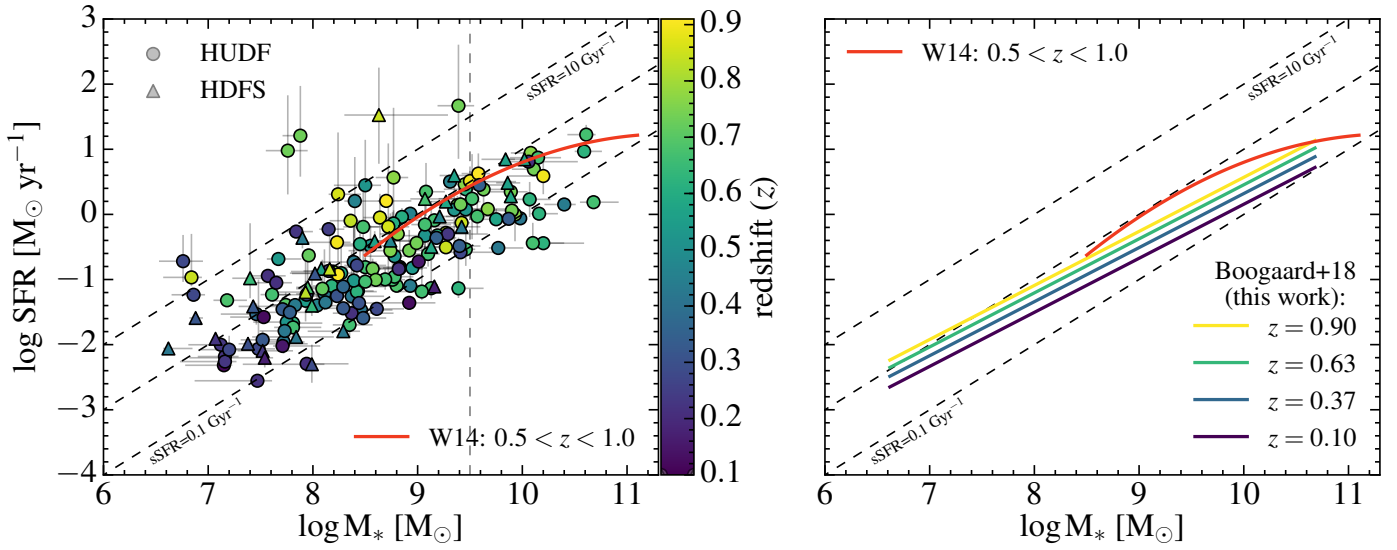 3
2
1
0
−1
−2
−3
−4
log SFR [M⊙ yr⁻¹]
HUDF
HDFS
sSFR=10 Gyr⁻¹
sSFR=0.1 Gyr⁻¹
W14: 0.5 < z < 1.0
6 7 8 9 10 11
log M* [M⊙]
0.9
0.8
0.7
0.6
0.5
0.4
0.3
0.2
0.1
redshift (z)
W14: 0.5 < z < 1.0
sSFR=10 Gyr⁻¹
Boogaard+18
(this work):
z = 0.90
z = 0.63
z = 0.37
z = 0.10
sSFR=0.1 Gyr⁻¹
6 7 8 9 10 11
log M* [M⊙]